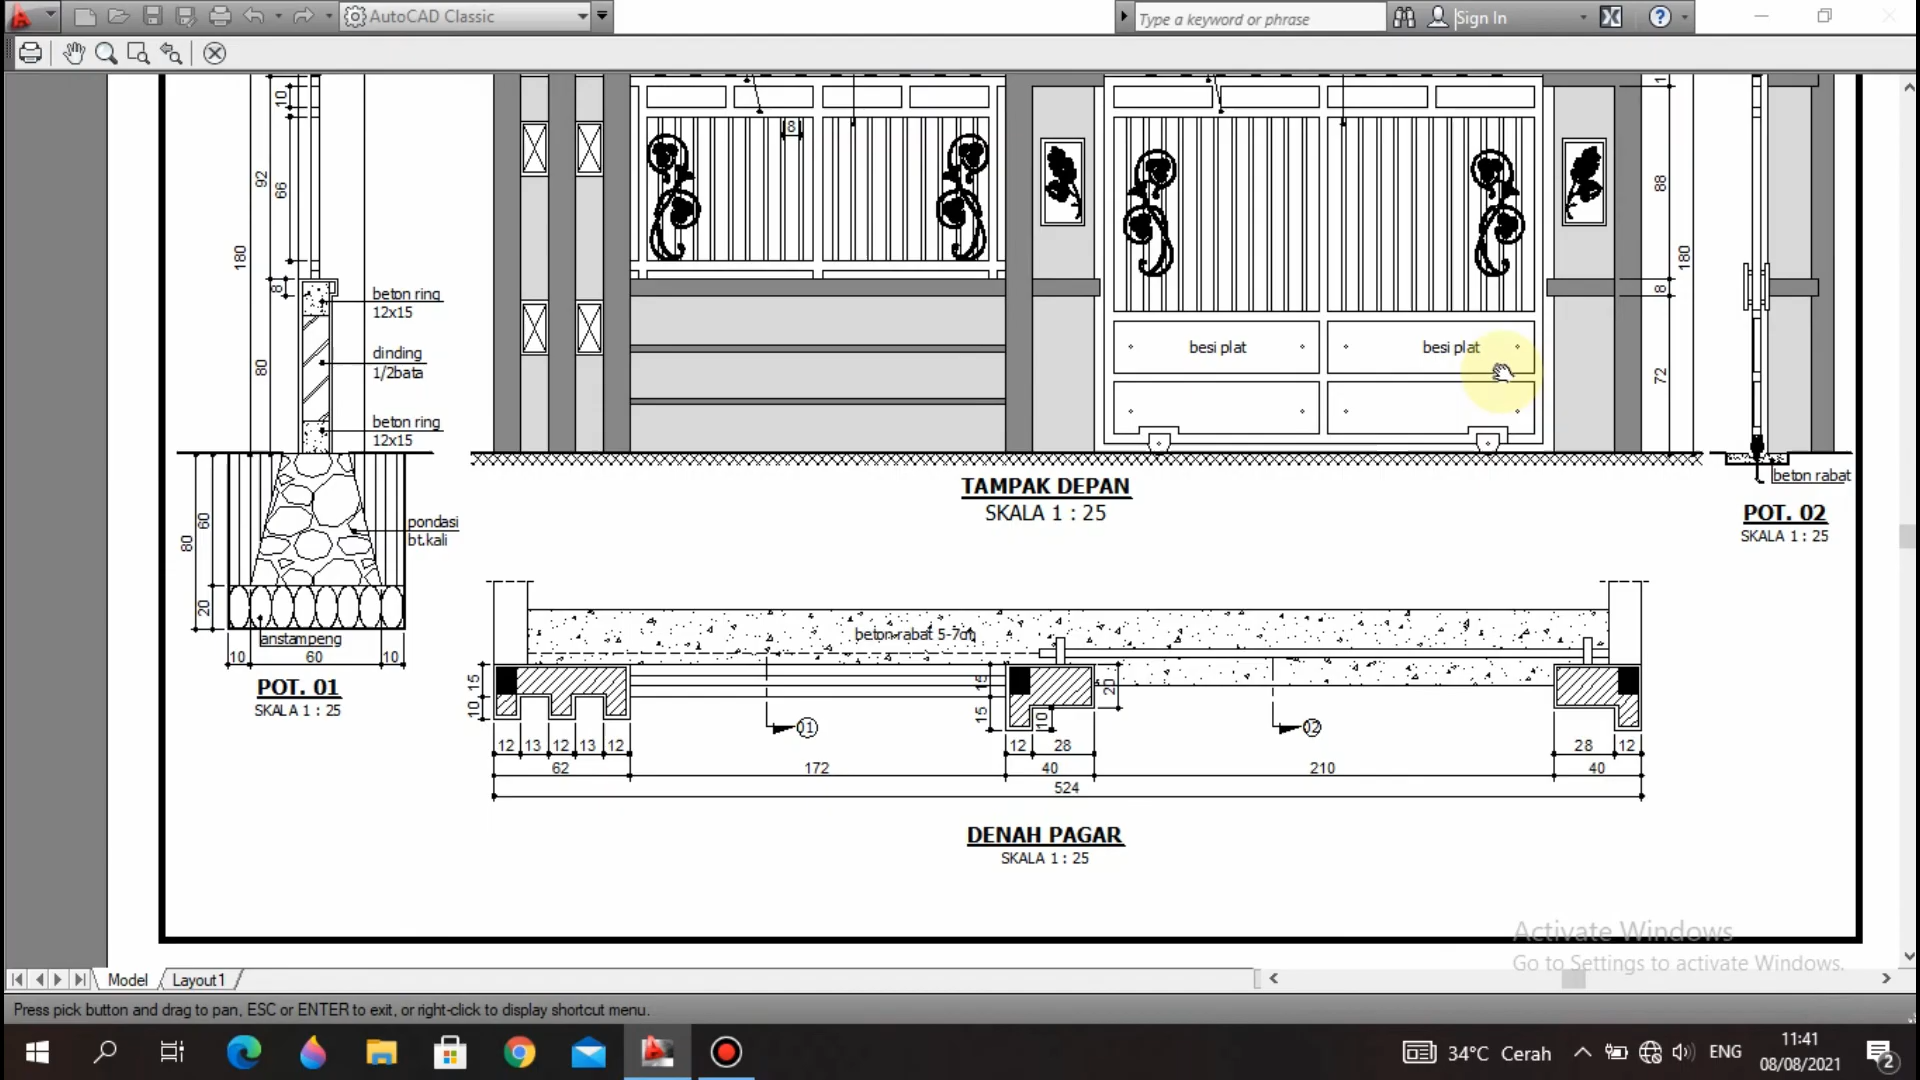 AutoCAD Classic
Type a keyword or phrase
Sign In
10
92
66
180
8
80
beton ring
12x15
dinding
1/2bata
beton ring
12x15
60
80
20
pondasi
bt.kali
anstampeng
10
60
10
POT. 01
SKALA 1 : 25
8
besi plat
besi plat
TAMPAK DEPAN
SKALA 1 : 25
1
88
180
8
72
beton rabat
POT. 02
SKALA 1 : 25
beton rabat 5-7cm
15
10
15
15
10
20
01
02
12
13
12
13
12
12
28
28
12
62
172
40
210
40
524
DENAH PAGAR
SKALA 1 : 25
Activate Windows
Go to Settings to activate Windows.
Model
Layout1
Press pick button and drag to pan, ESC or ENTER to exit, or right-click to display shortcut menu.
34°C Cerah
ENG
11:41
08/08/2021
2